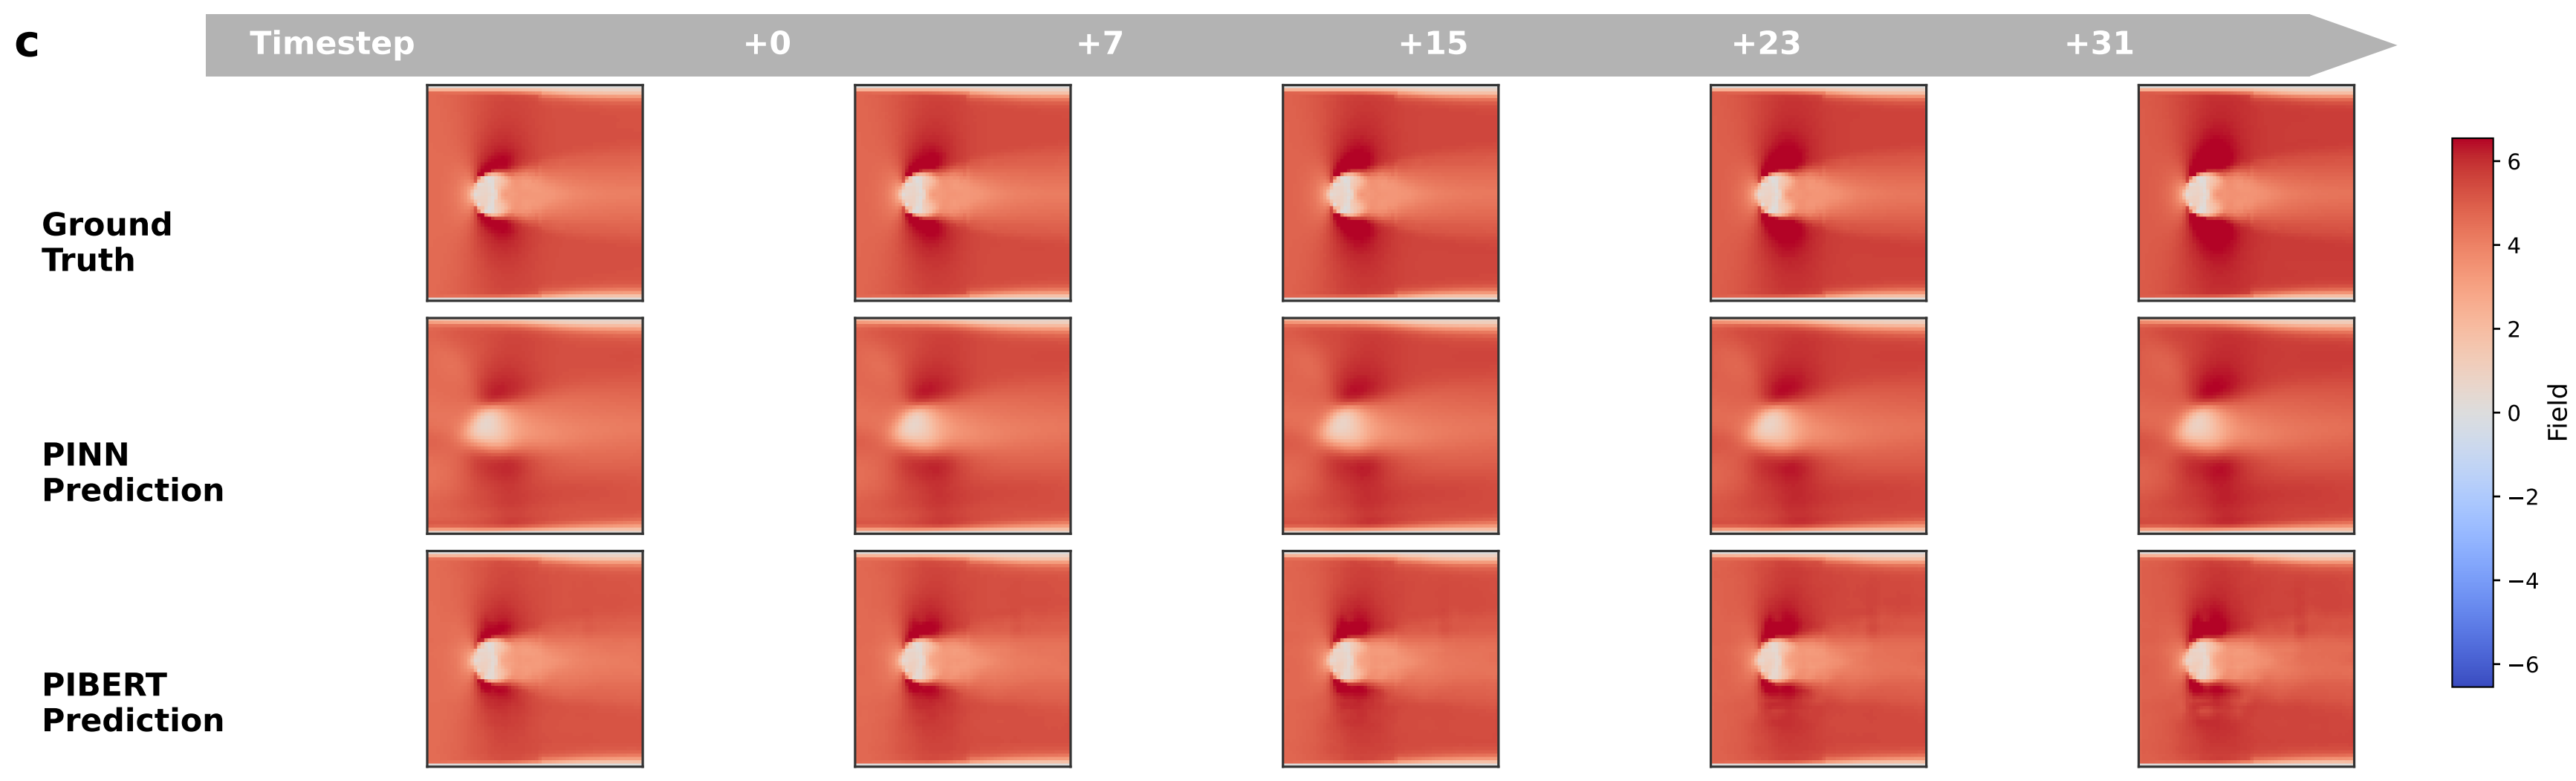 c
Timestep +0 +7 +15 +23 +31
Ground
Truth
PINN
Prediction
PIBERT
Prediction
6
4
2
0
−2
−4
−6
Field